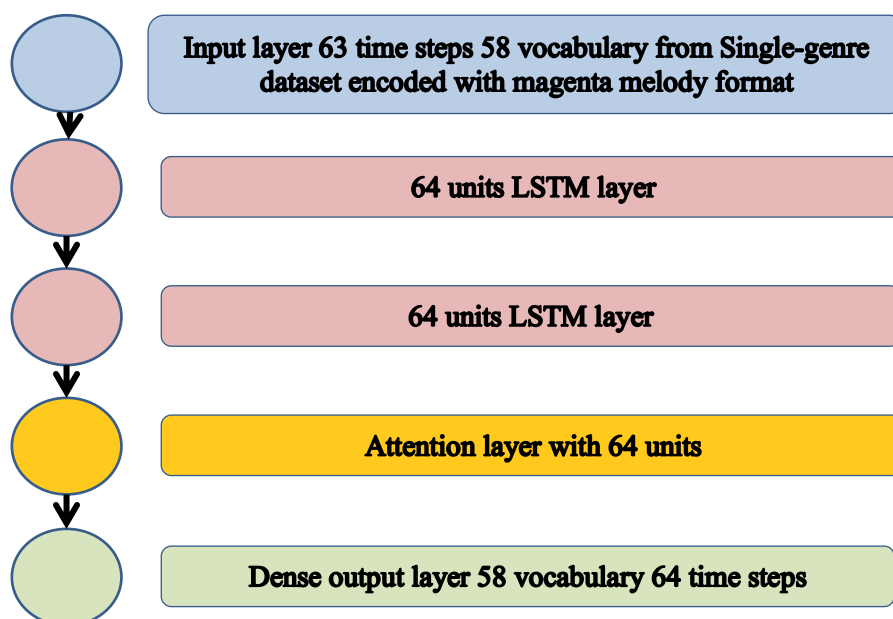 Input layer 63 time steps 58 vocabulary from Single-genre
dataset encoded with magenta melody format
64 units LSTM layer
64 units LSTM layer
Attention layer with 64 units
Dense output layer 58 vocabulary 64 time steps